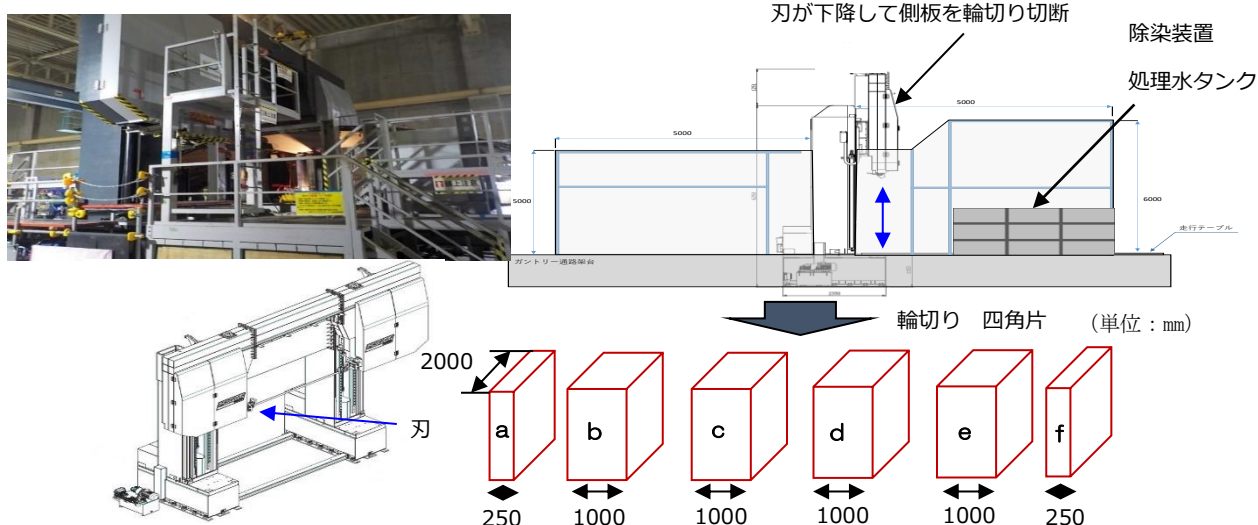 刃が下降して側板を輪切り切断
除染装置
処理水タンク
5000
5000
5000
6000
走行テーブル
ガントリー通路架台
輪切り 四角片 (単位：㎜)
2000
刃
a
b
c
d
e
f
250
1000
1000
1000
1000
250